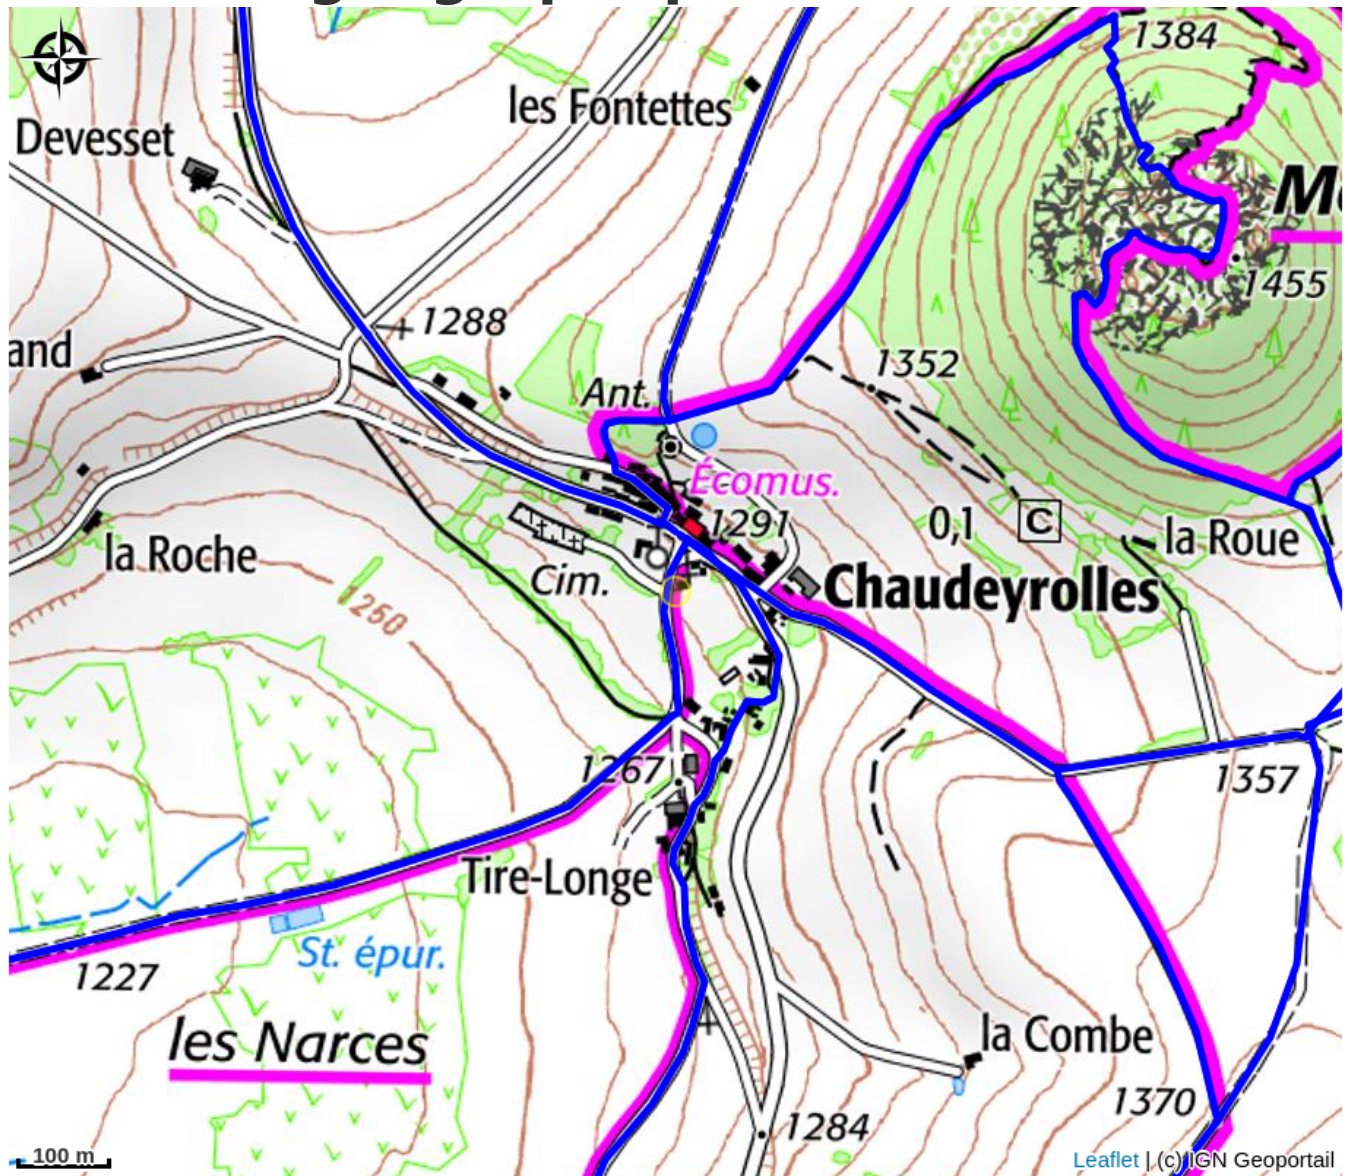 1384
les Fontettes
Devesset
M
1455
1288
and
1352
Ant.
Écomus.
1291
0,1
C
la Roue
la Roche
Cim.
Chaudeyrolles
1250
1267
1357
Tire-Longe
St. épur.
1227
les Narces
la Combe
1370
1284
100 m
Leaflet | (c) IGN Geoportail